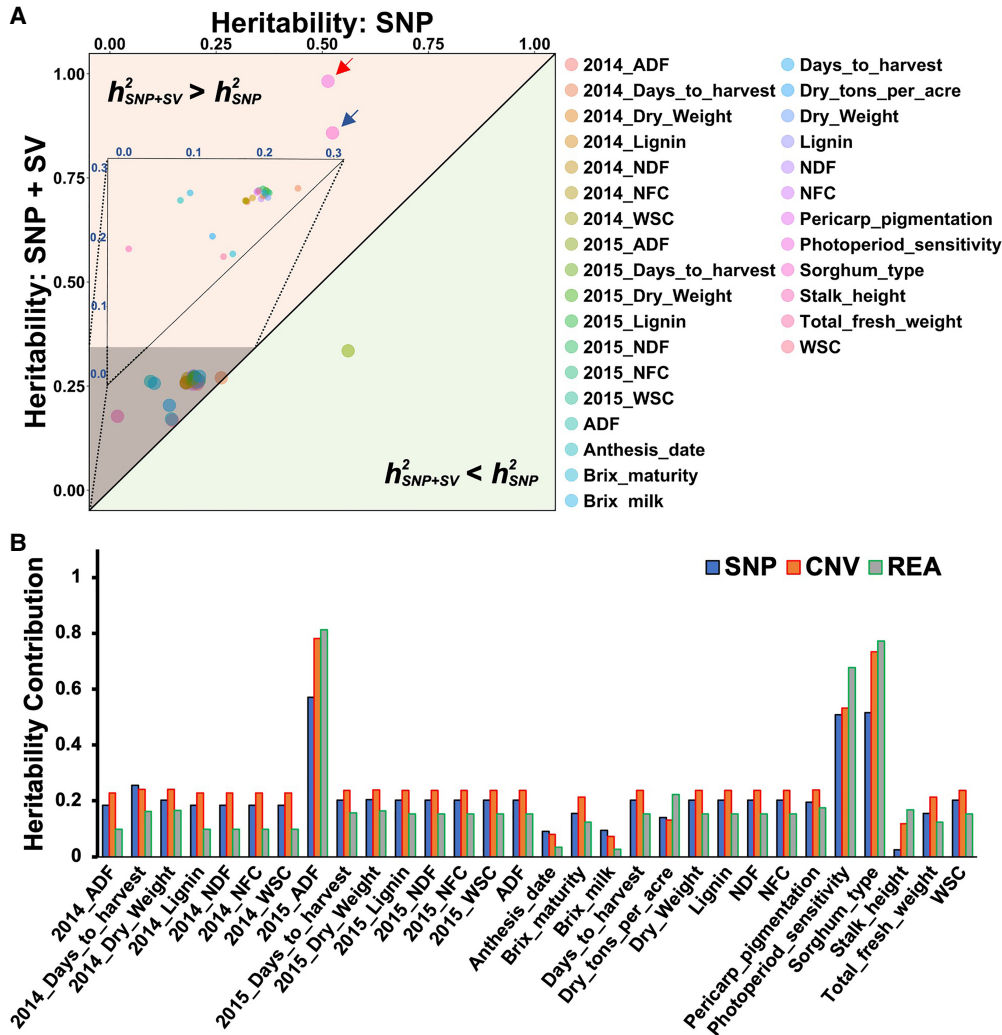 A
Heritability: SNP
0.00 0.25 0.50 0.75 1.00
Heritability: SNP + SV
1.00
0.75
0.50
0.25
0.00
h²SNP+SV > h²SNP
0.0 0.1 0.2 0.3
0.3
0.2
0.1
0.0
h²SNP+SV < h²SNP
2014_ADF
2014_Days_to_harvest
2014_Dry_Weight
2014_Lignin
2014_NDF
2014_NFC
2014_WSC
2015_ADF
2015_Days_to_harvest
2015_Dry_Weight
2015_Lignin
2015_NDF
2015_NFC
2015_WSC
ADF
Anthesis_date
Brix_maturity
Brix milk
Days_to_harvest
Dry_tons_per_acre
Dry_Weight
Lignin
NDF
NFC
Pericarp_pigmentation
Photoperiod_sensitivity
Sorghum_type
Stalk_height
Total_fresh_weight
WSC
B
Heritability Contribution
1
0.8
0.6
0.4
0.2
0
SNP CNV REA
2014_ADF
2014_Days_to_harvest
2014_Dry_Weight
2014_Lignin
2014_NDF
2014_NFC
2014_WSC
2015_ADF
2015_Days_to_harvest
2015_Dry_Weight
2015_Lignin
2015_NDF
2015_NFC
2015_WSC
ADF
Anthesis_date
Brix_maturity
Brix_milk
Days_to_harvest
Dry_tons_per_acre
Dry_Weight
Lignin
NDF
NFC
Pericarp_pigmentation
Photoperiod_sensitivity
Sorghum_type
Stalk_height
Total_fresh_weight
WSC